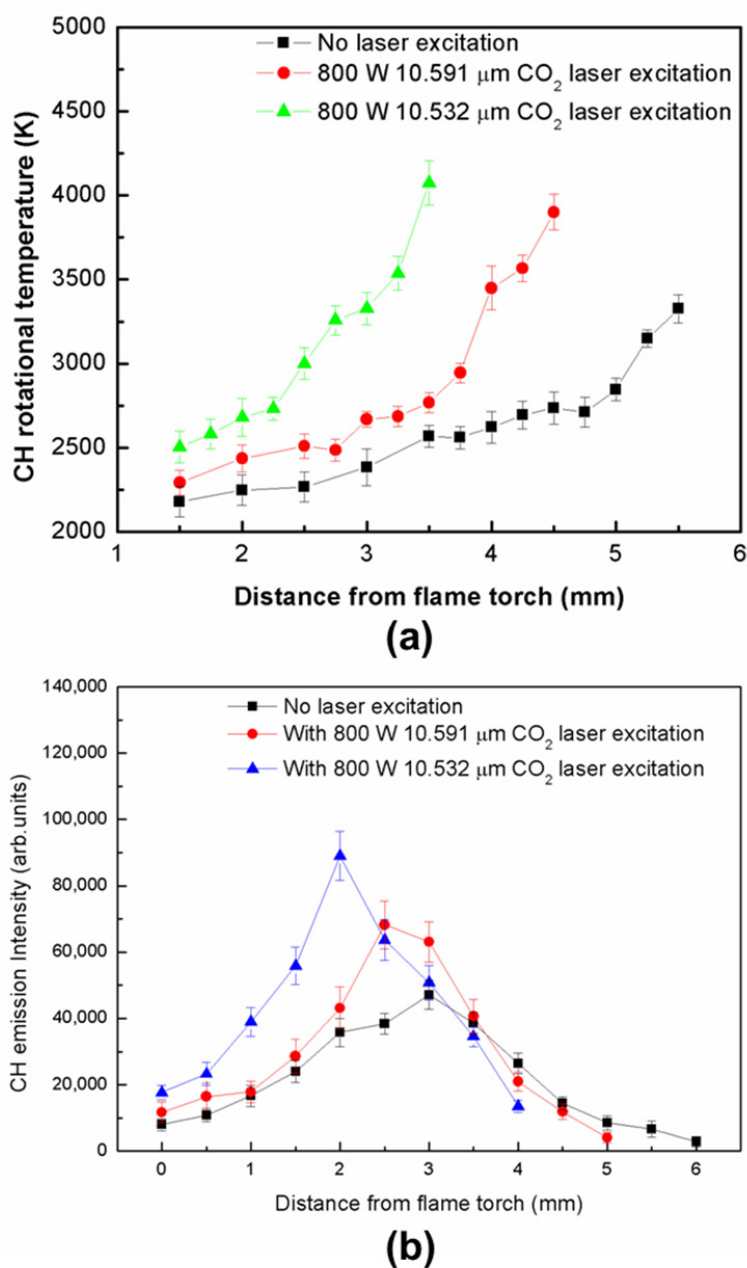 5000
4500
4000
3500
3000
2500
2000
CH rotational temperature (K)
No laser excitation
800 W 10.591 μm CO₂ laser excitation
800 W 10.532 μm CO₂ laser excitation
1 2 3 4 5 6
Distance from flame torch (mm)
(a)
140,000
120,000
100,000
80,000
60,000
40,000
20,000
0
CH emission Intensity (arb.units)
No laser excitation
With 800 W 10.591 μm CO₂ laser excitation
With 800 W 10.532 μm CO₂ laser excitation
0 1 2 3 4 5 6
Distance from flame torch (mm)
(b)